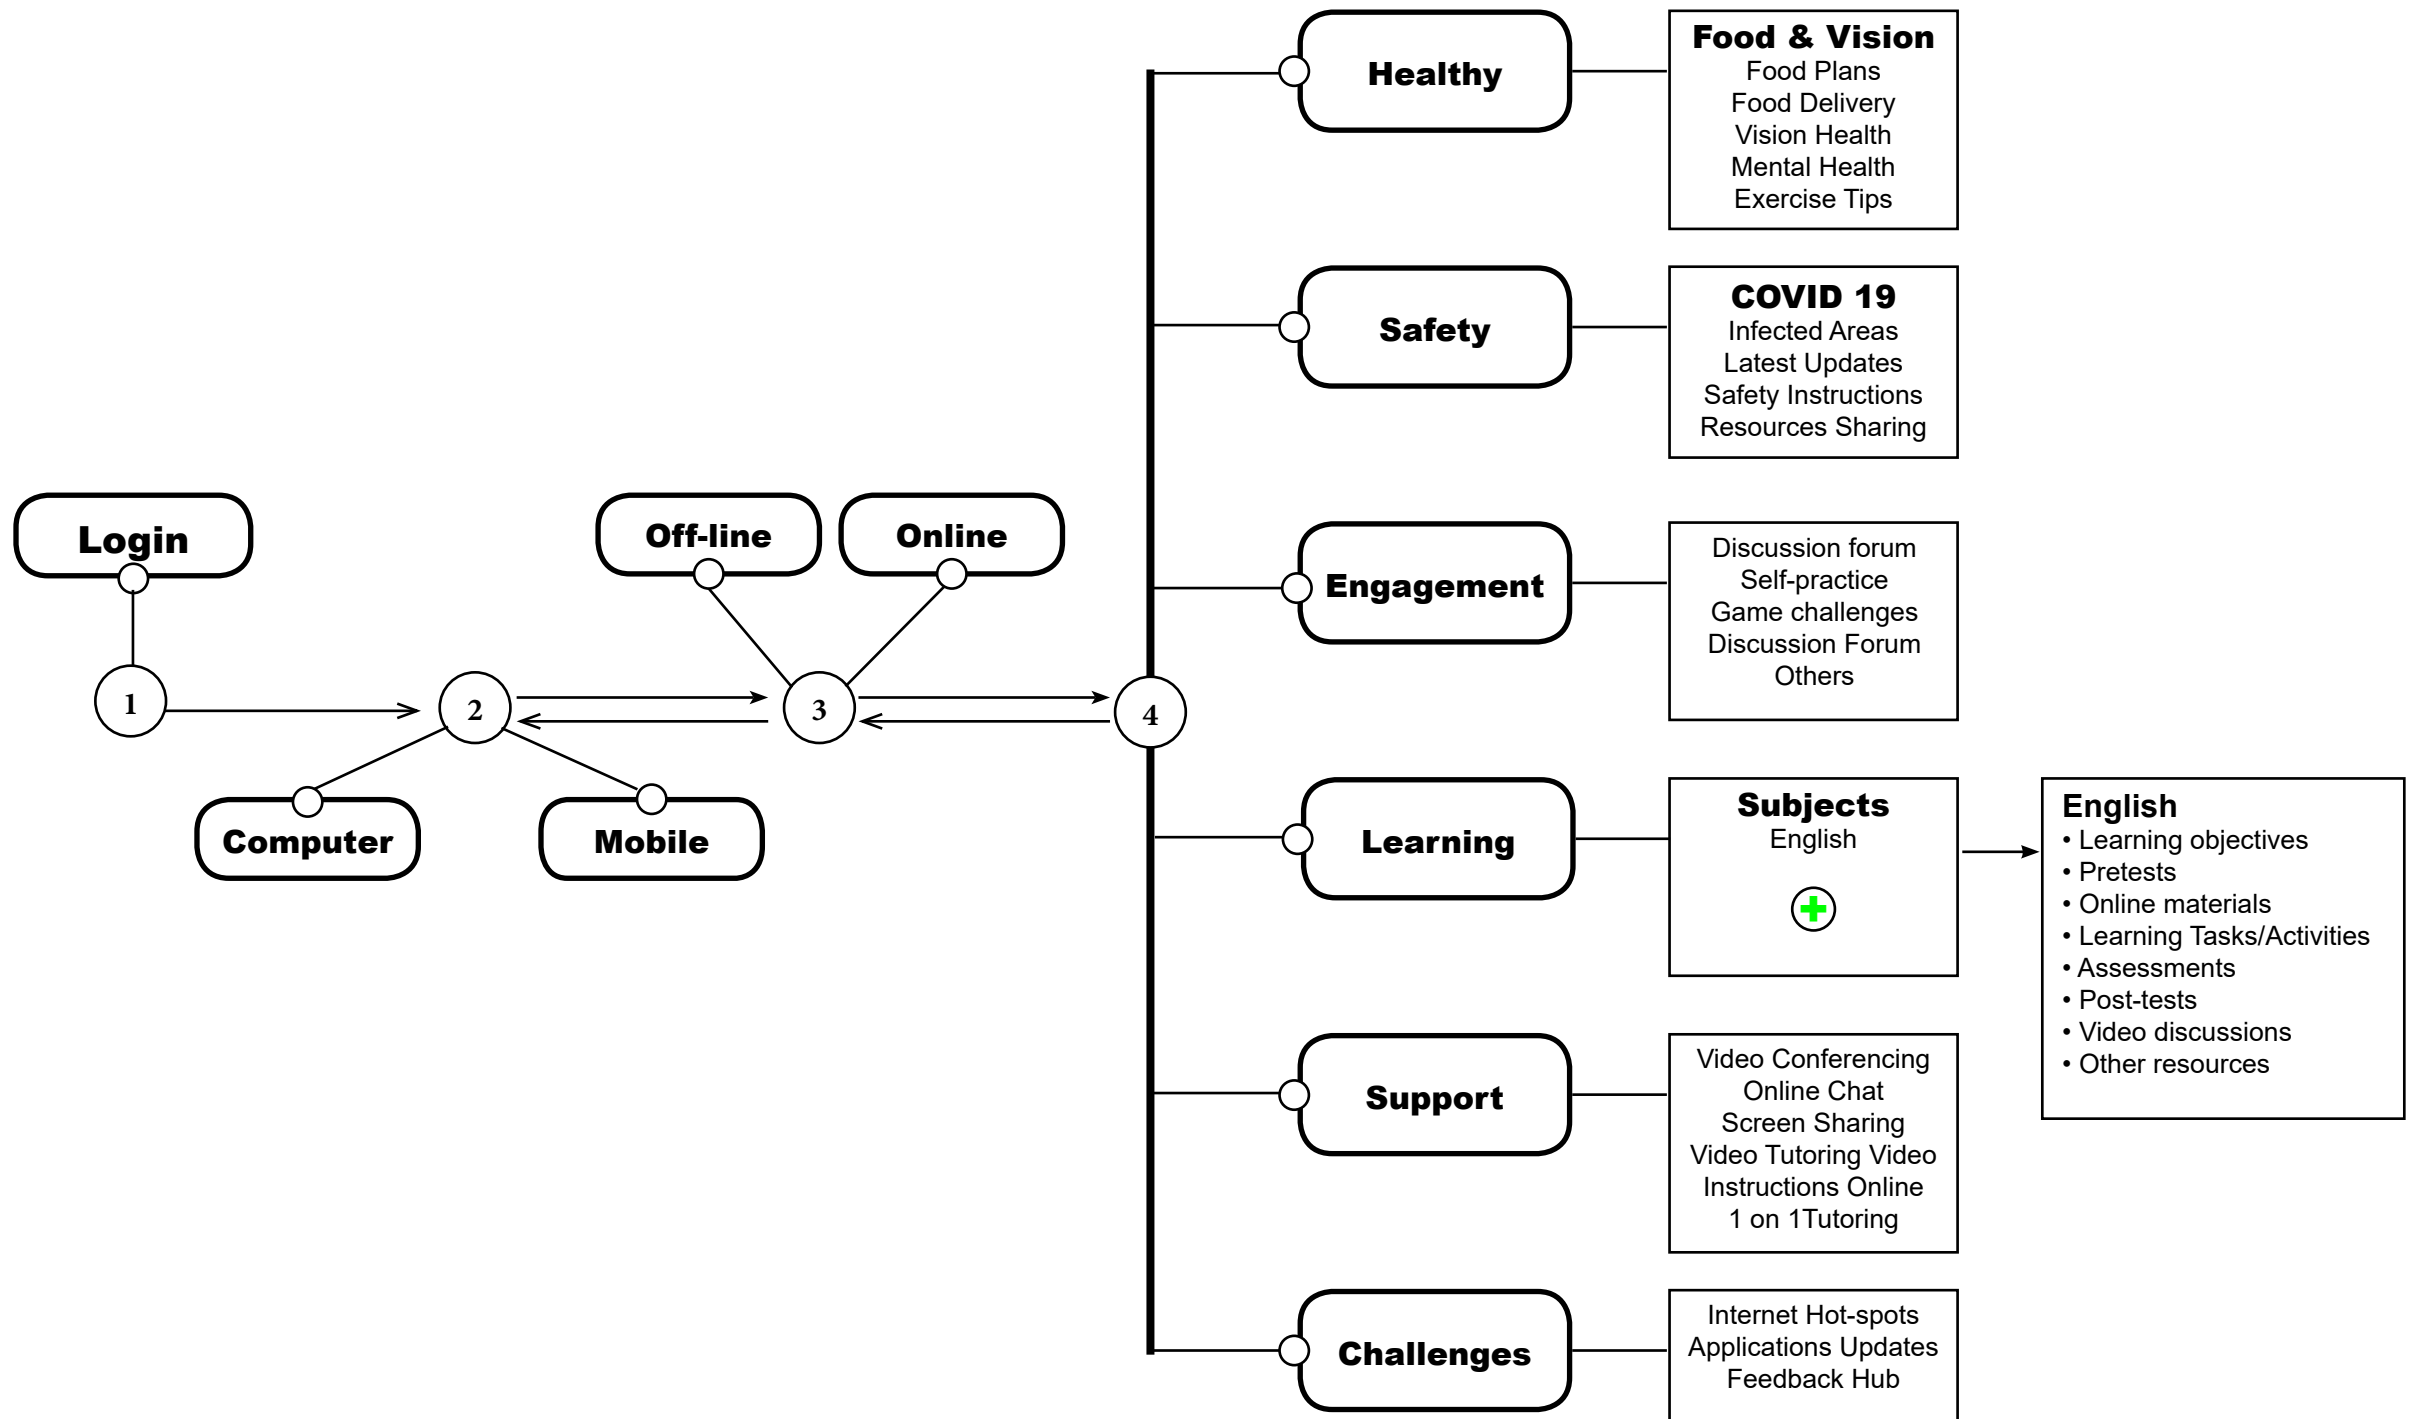 Login
1
2
Computer
Mobile
Off-line
Online
3
4
Healthy
Food & Vision
Food Plans
Food Delivery
Vision Health
Mental Health
Exercise Tips
Safety
COVID 19
Infected Areas
Latest Updates
Safety Instructions
Resources Sharing
Engagement
Discussion forum
Self-practice
Game challenges
Discussion Forum
Others
Learning
Subjects
English
English
• Learning objectives
• Pretests
• Online materials
• Learning Tasks/Activities
• Assessments
• Post-tests
• Video discussions
• Other resources
Support
Video Conferencing
Online Chat
Screen Sharing
Video Tutoring Video
Instructions Online
1 on 1Tutoring
Challenges
Internet Hot-spots
Applications Updates
Feedback Hub